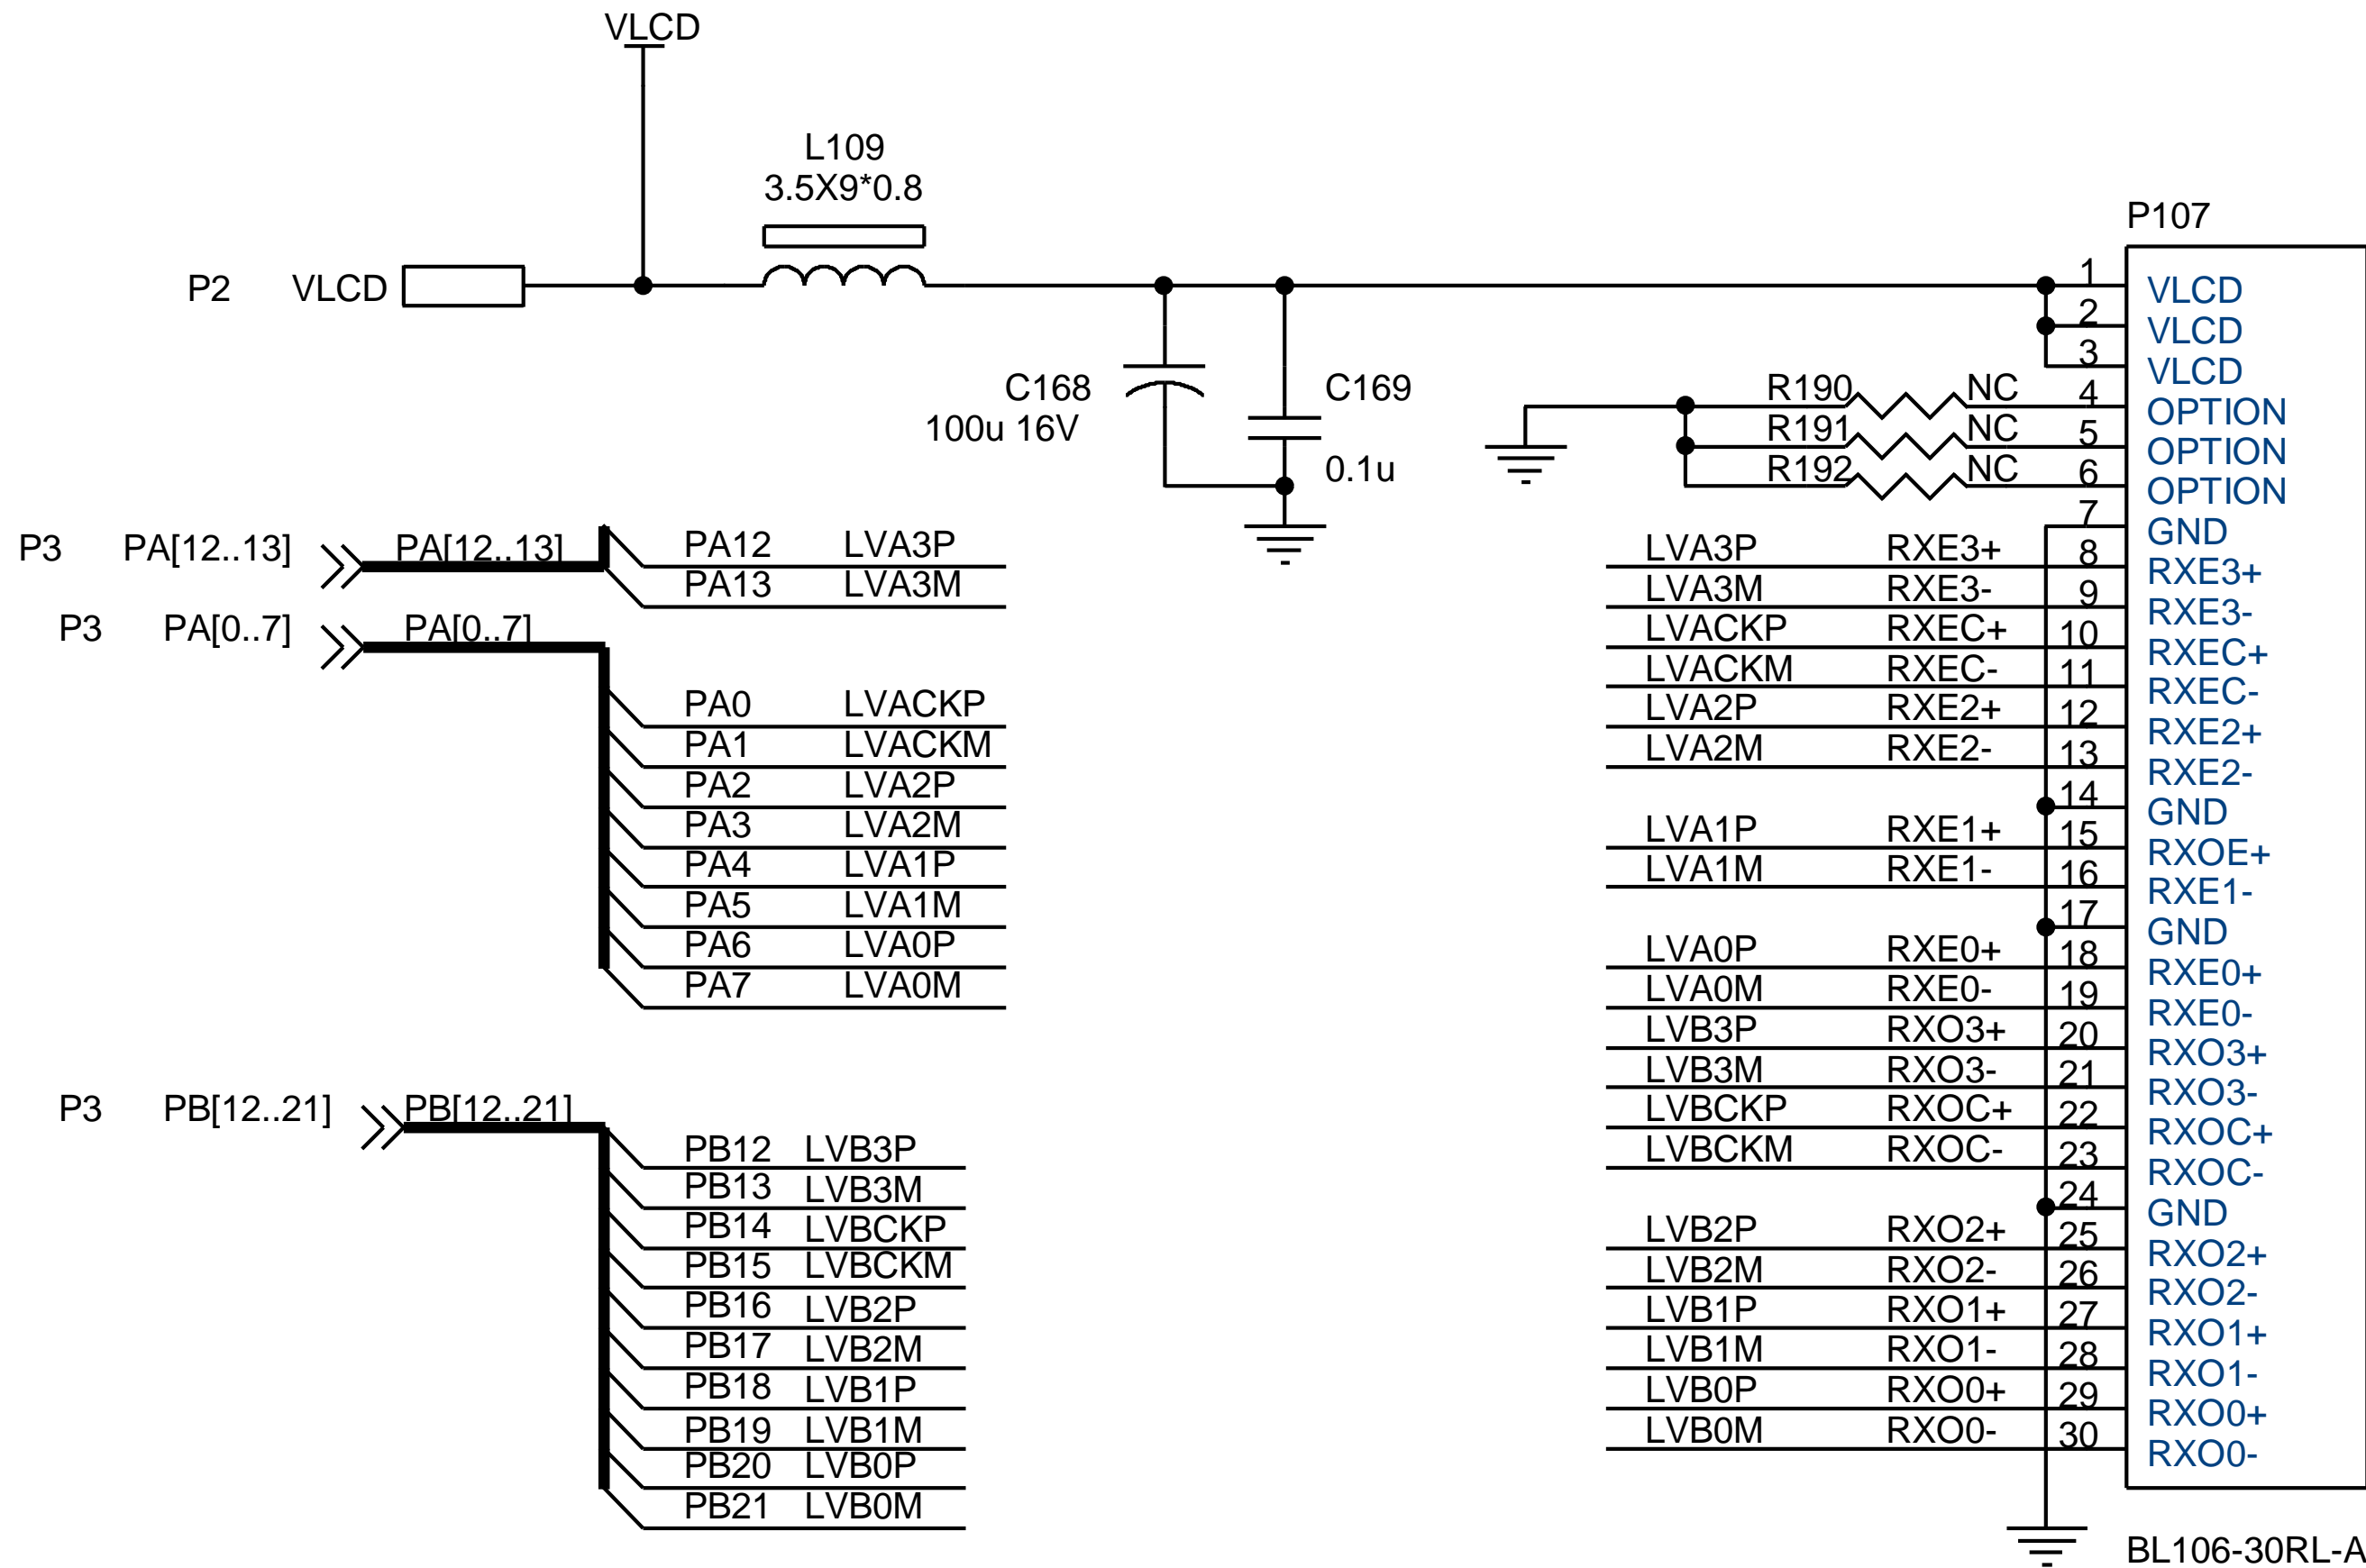 VLCD
L109
3.5X9*0.8
P2 VLCD
C168
100u 16V
C169
0.1u
P3 PA[12..13] PA[12..13]
PA12 LVA3P
PA13 LVA3M
P3 PA[0..7] PA[0..7]
PA0 LVACKP
PA1 LVACKM
PA2 LVA2P
PA3 LVA2M
PA4 LVA1P
PA5 LVA1M
PA6 LVA0P
PA7 LVA0M
P3 PB[12..21] PB[12..21]
PB12 LVB3P
PB13 LVB3M
PB14 LVBCKP
PB15 LVBCKM
PB16 LVB2P
PB17 LVB2M
PB18 LVB1P
PB19 LVB1M
PB20 LVB0P
PB21 LVB0M
P107
1 VLCD
2 VLCD
3 VLCD
R190 NC 4 OPTION
R191 NC 5 OPTION
R192 NC 6 OPTION
7 GND
LVA3P RXE3+ 8 RXE3+
LVA3M RXE3- 9 RXE3-
LVACKP RXEC+ 10 RXEC+
LVACKM RXEC- 11 RXEC-
LVA2P RXE2+ 12 RXE2+
LVA2M RXE2- 13 RXE2-
14 GND
LVA1P RXE1+ 15 RXOE+
LVA1M RXE1- 16 RXE1-
17 GND
LVA0P RXE0+ 18 RXE0+
LVA0M RXE0- 19 RXE0-
LVB3P RXO3+ 20 RXO3+
LVB3M RXO3- 21 RXO3-
LVBCKP RXOC+ 22 RXOC+
LVBCKM RXOC- 23 RXOC-
24 GND
LVB2P RXO2+ 25 RXO2+
LVB2M RXO2- 26 RXO2-
LVB1P RXO1+ 27 RXO1+
LVB1M RXO1- 28 RXO1-
LVB0P RXO0+ 29 RXO0+
LVB0M RXO0- 30 RXO0-
BL106-30RL-A